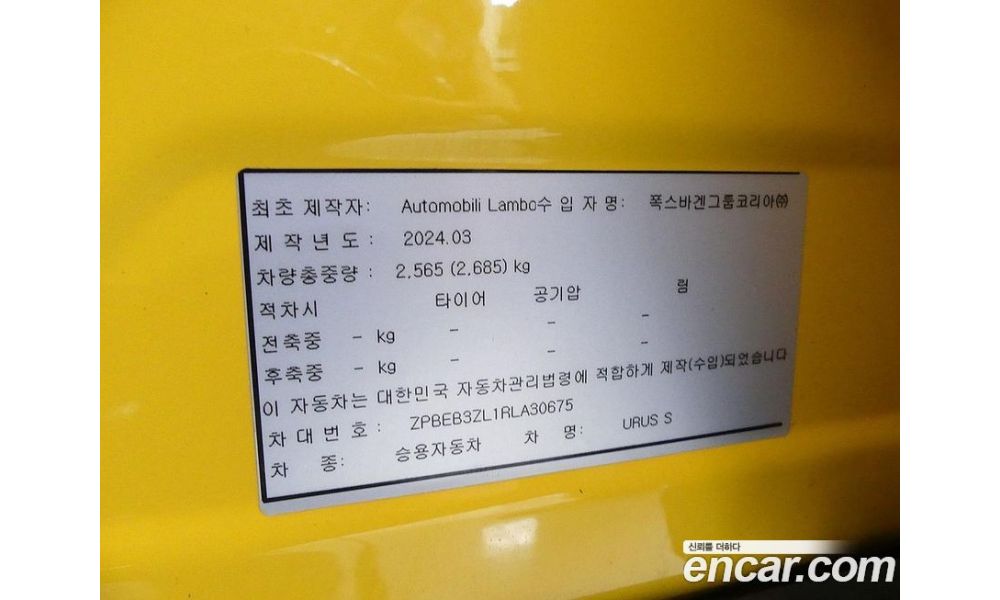 최초 제작자: Automobili Lambo수 입 자 명: 폭스바겐그룹코리아㈜
제 작 년 도 : 2024.03
차량총중량 : 2,565 (2,685) kg
적차시 타이어 공기압 림
전축중 - kg - - -
후축중 - kg - - -
이 자동차는 대한민국 자동차관리법령에 적합하게 제작(수입)되었습니다
차 대 번 호 : ZPBEB3ZL1RLA30675
차 종: 승용자동차 차 명: URUS S
신뢰를 더하다
encar.com